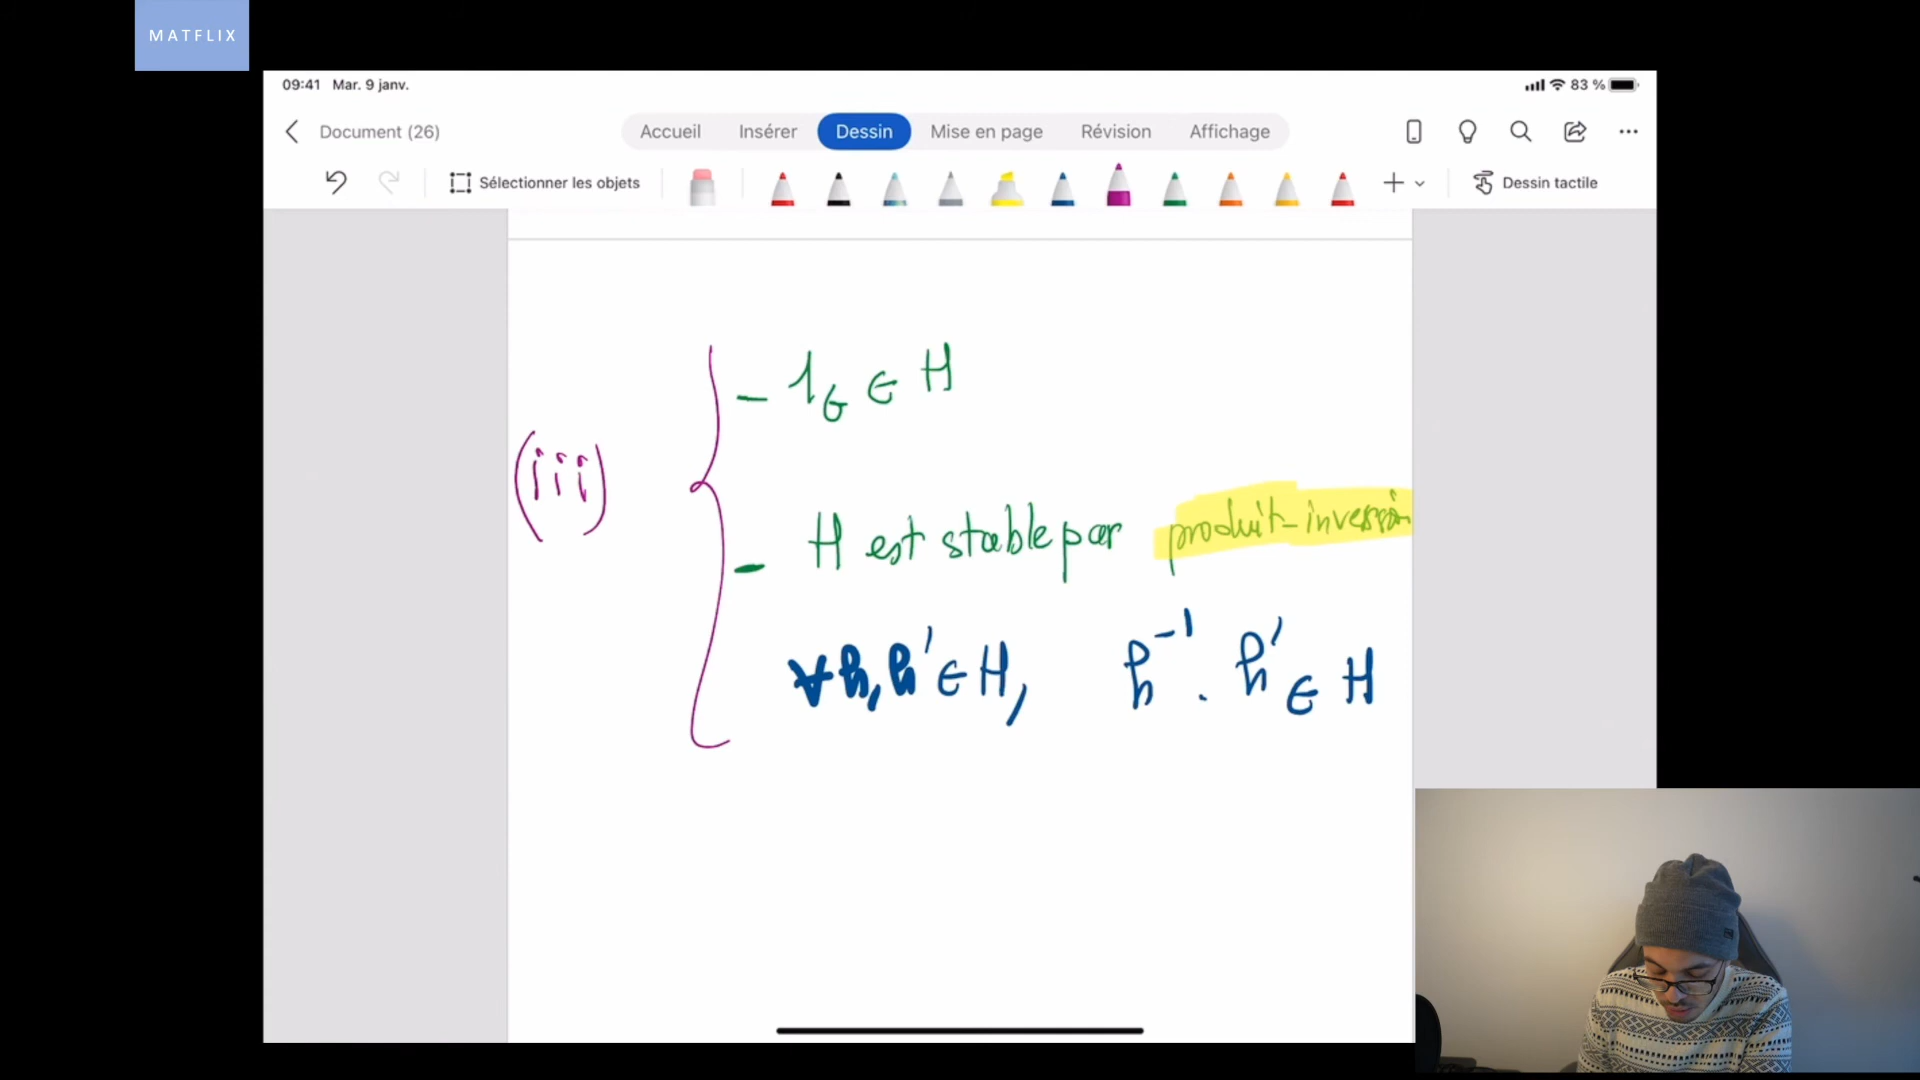 MATFLIX
09:41 Mar. 9 janv.
83 %
Document (26)
Accueil Insérer Dessin Mise en page Révision Affichage
Sélectionner les objets
Dessin tactile
- 1G ∈ H
(iii)
- H est stable par produit-inversion
∀h, h' ∈ H, h⁻¹ . h' ∈ H